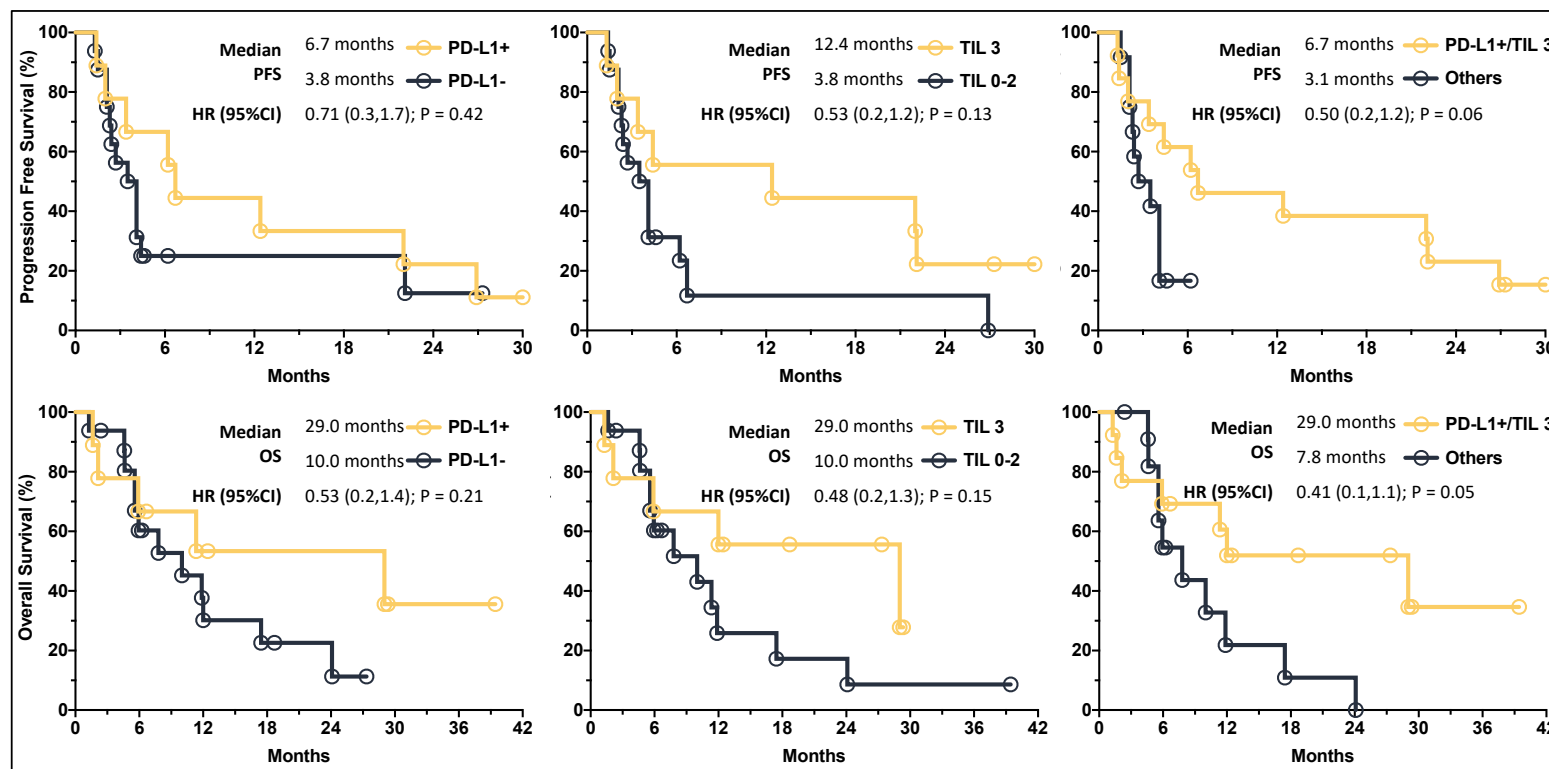 Progression Free Survival (%)
100
80
60
40
20
0
0 6 12 18 24 30
Months
Median PFS
6.7 months PD-L1+
3.8 months PD-L1-
HR (95%CI) 0.71 (0.3,1.7); P = 0.42
100
80
60
40
20
0
0 6 12 18 24 30
Months
Median PFS
12.4 months TIL 3
3.8 months TIL 0-2
HR (95%CI) 0.53 (0.2,1.2); P = 0.13
100
80
60
40
20
0
0 6 12 18 24 30
Months
Median PFS
6.7 months PD-L1+/TIL 3
3.1 months Others
HR (95%CI) 0.50 (0.2,1.2); P = 0.06
Overall Survival (%)
100
80
60
40
20
0
0 6 12 18 24 30 36 42
Months
Median OS
29.0 months PD-L1+
10.0 months PD-L1-
HR (95%CI) 0.53 (0.2,1.4); P = 0.21
100
80
60
40
20
0
0 6 12 18 24 30 36 42
Months
Median OS
29.0 months TIL 3
10.0 months TIL 0-2
HR (95%CI) 0.48 (0.2,1.3); P = 0.15
100
80
60
40
20
0
0 6 12 18 24 30 36 42
Months
Median OS
29.0 months PD-L1+/TIL 3
7.8 months Others
HR (95%CI) 0.41 (0.1,1.1); P = 0.05